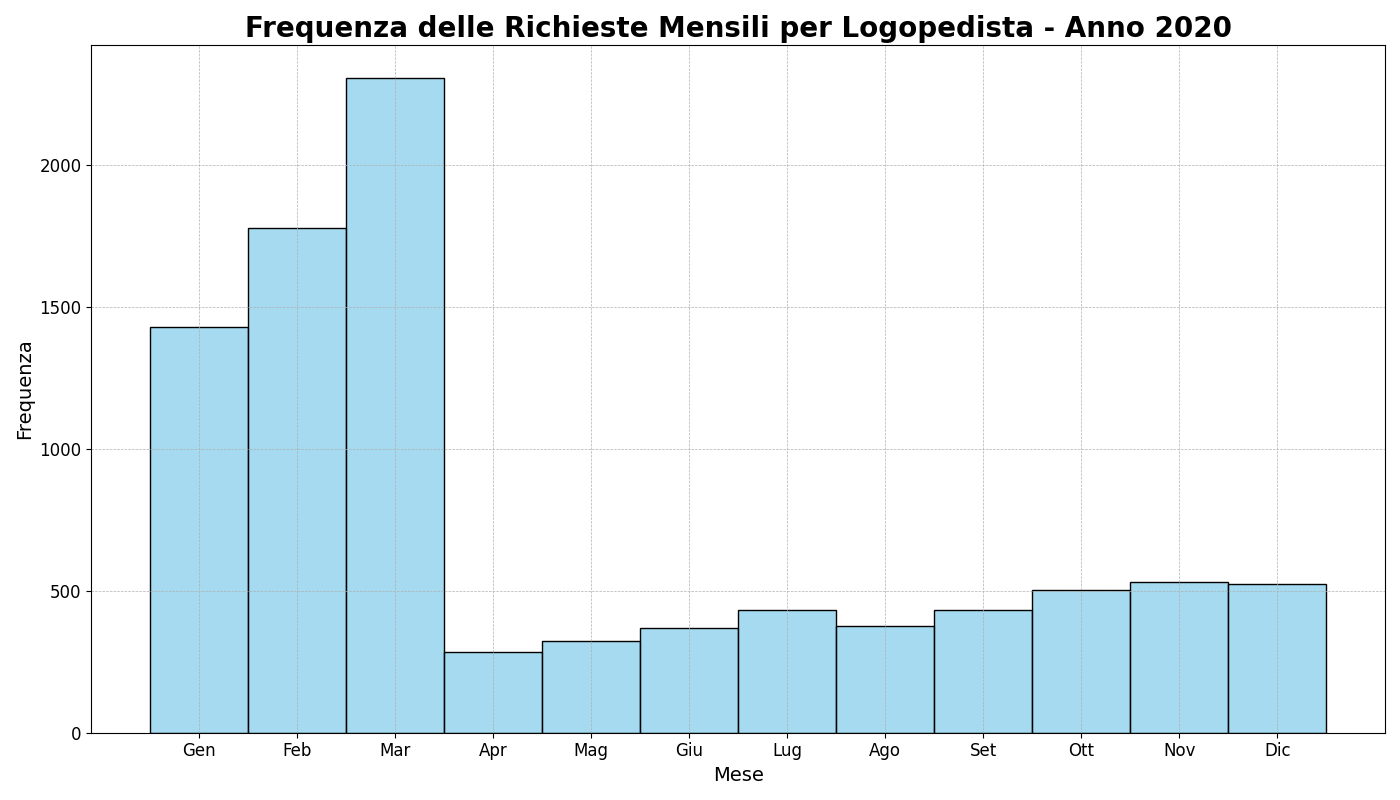 Frequenza delle Richieste Mensili per Logopedista - Anno 2020
Frequenza
2000
1500
1000
500
0
Gen Feb Mar Apr Mag Giu Lug Ago Set Ott Nov Dic
Mese